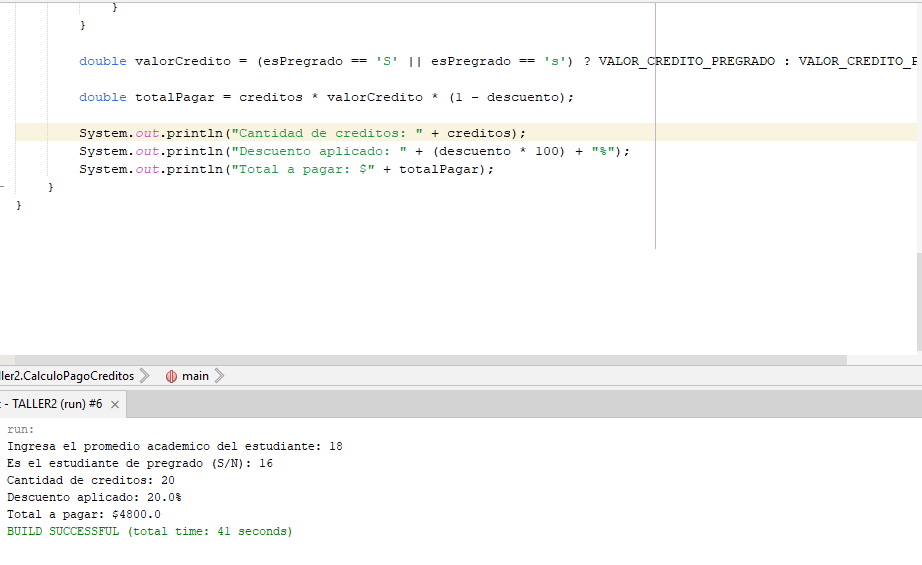 }
}
double valorCredito = (esPregrado == 'S' || esPregrado == 's') ? VALOR_CREDITO_PREGRADO : VALOR_CREDITO_P
double totalPagar = creditos * valorCredito * (1 - descuento);
System.out.println("Cantidad de creditos: " + creditos);
System.out.println("Descuento aplicado: " + (descuento * 100) + "%");
System.out.println("Total a pagar: $" + totalPagar);
}
}
ller2.CalculoPagoCreditos main
- TALLER2 (run) #6 ×
run:
Ingresa el promedio academico del estudiante: 18
Es el estudiante de pregrado (S/N): 16
Cantidad de creditos: 20
Descuento aplicado: 20.0%
Total a pagar: $4800.0
BUILD SUCCESSFUL (total time: 41 seconds)